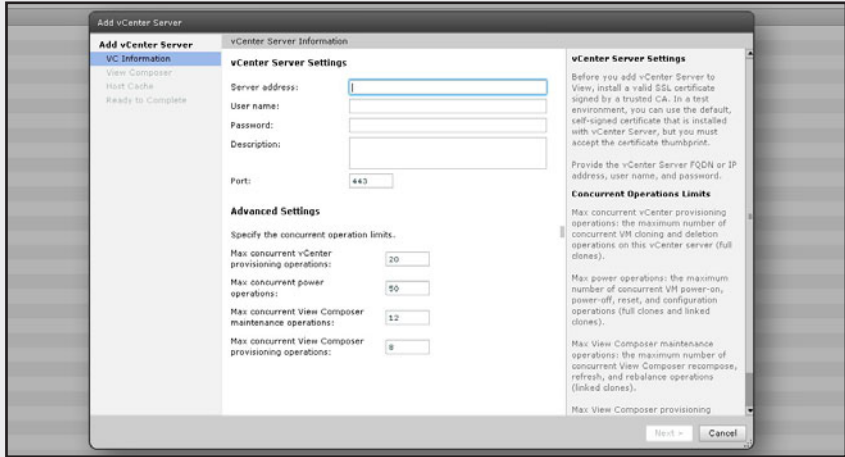 Add vCenter Server
Add vCenter Server
VC Information
View Composer
Host Cache
Ready to Complete
vCenter Server Information
vCenter Server Settings
Server address:
User name:
Password:
Description:
Port:
443
Advanced Settings
Specify the concurrent operation limits.
Max concurrent vCenter
provisioning operations:
20
Max concurrent power
operations:
50
Max concurrent View Composer
maintenance operations:
12
Max concurrent View Composer
provisioning operations:
8
vCenter Server Settings
Before you add vCenter Server to
View, install a valid SSL certificate
signed by a trusted CA. In a test
environment, you can use the default,
self-signed certificate that is installed
with vCenter Server, but you must
accept the certificate thumbprint.
Provide the vCenter Server FQDN or IP
address, user name, and password.
Concurrent Operations Limits
Max concurrent vCenter provisioning
operations: the maximum number of
concurrent VM cloning and deletion
operations on this vCenter server (full
clones).
Max power operations: the maximum
number of concurrent VM power-on,
power-off, reset, and configuration
operations (full clones and linked
clones).
Max View Composer maintenance
operations: the maximum number of
concurrent View Composer recompose,
refresh, and rebalance operations
(linked clones).
Max View Composer provisioning
Next >
Cancel